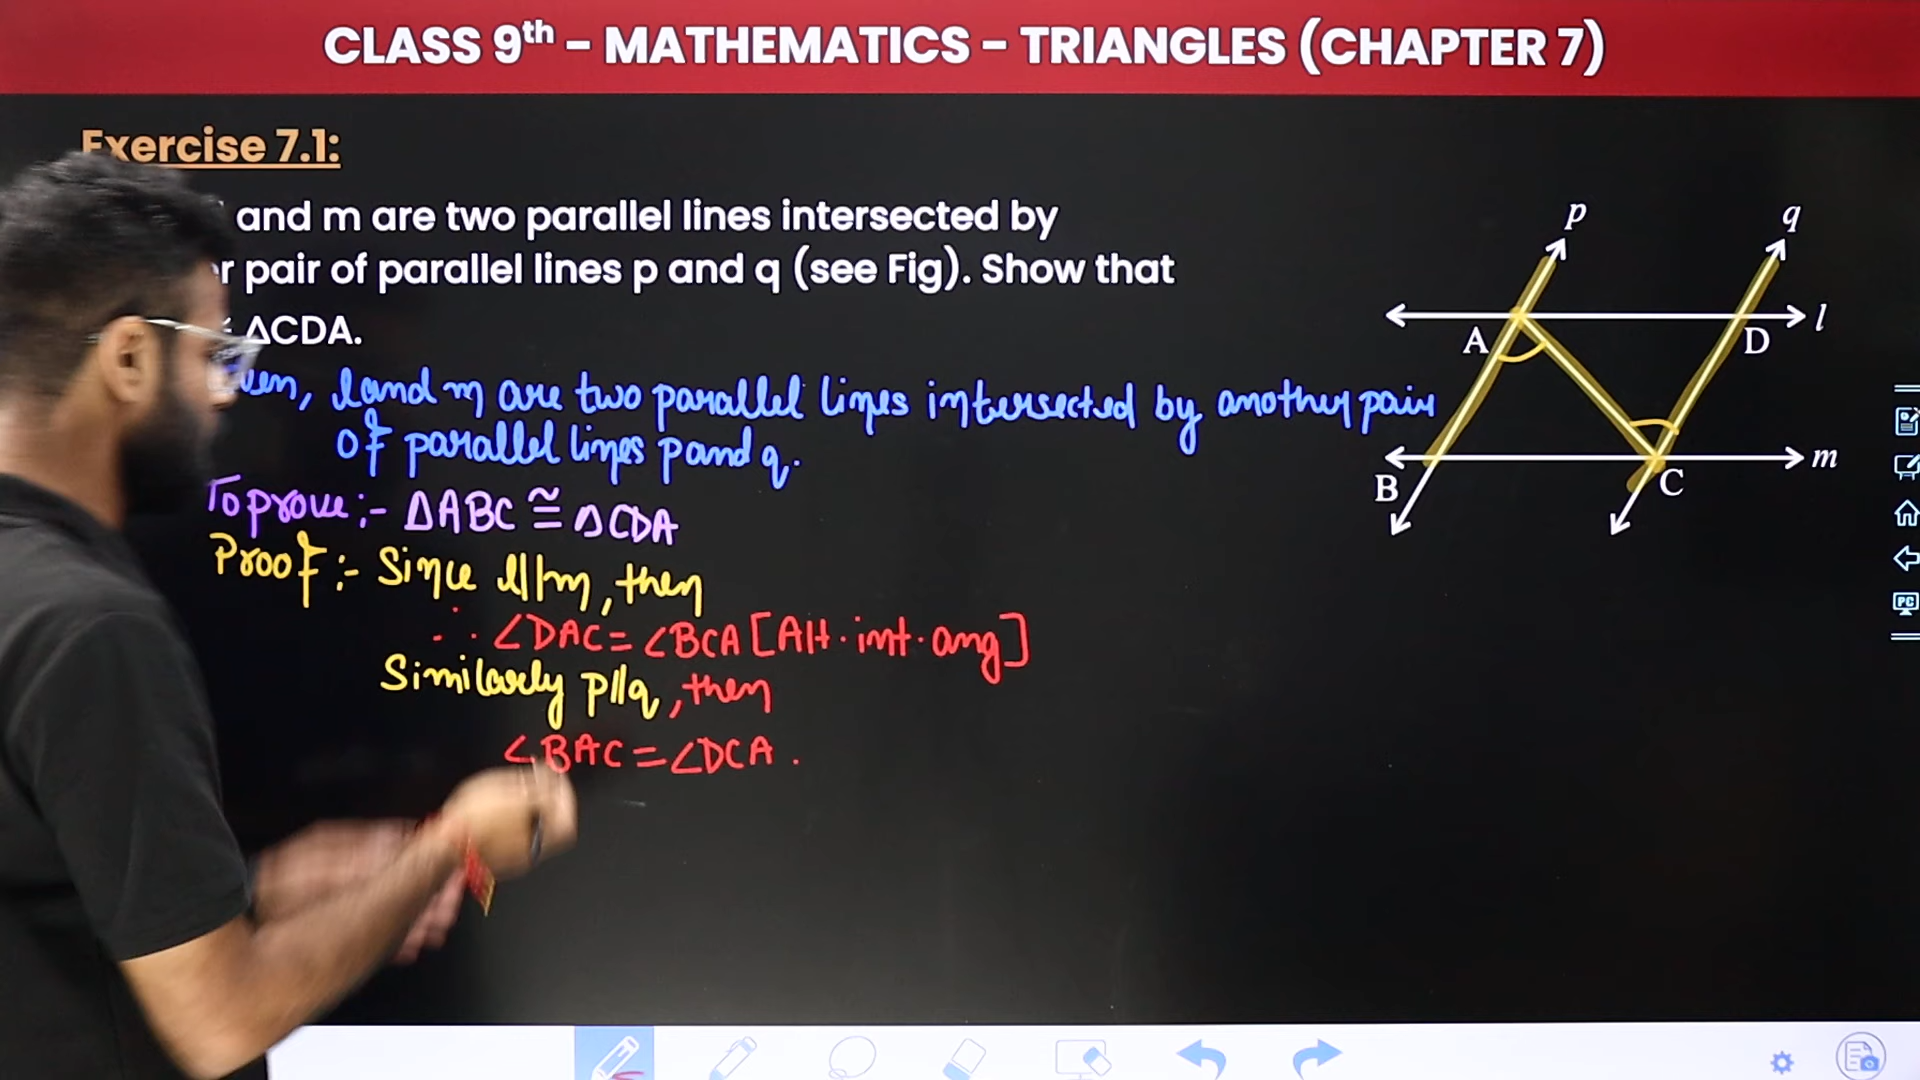 CLASS 9th - MATHEMATICS - TRIANGLES (CHAPTER 7)
Exercise 7.1:
and m are two parallel lines intersected by
r pair of parallel lines p and q (see Fig). Show that
ΔCDA.
p
q
l
A
D
B
C
m
l and m are two parallel lines intersected by another pair
of parallel lines p and q.
To prove :- ΔABC ≅ ΔCDA
Proof :- Since l||m, then
∴ ∠DAC = ∠BCA [Alt. int. ang]
Similarly p||q, then
∠BAC = ∠DCA .
PC